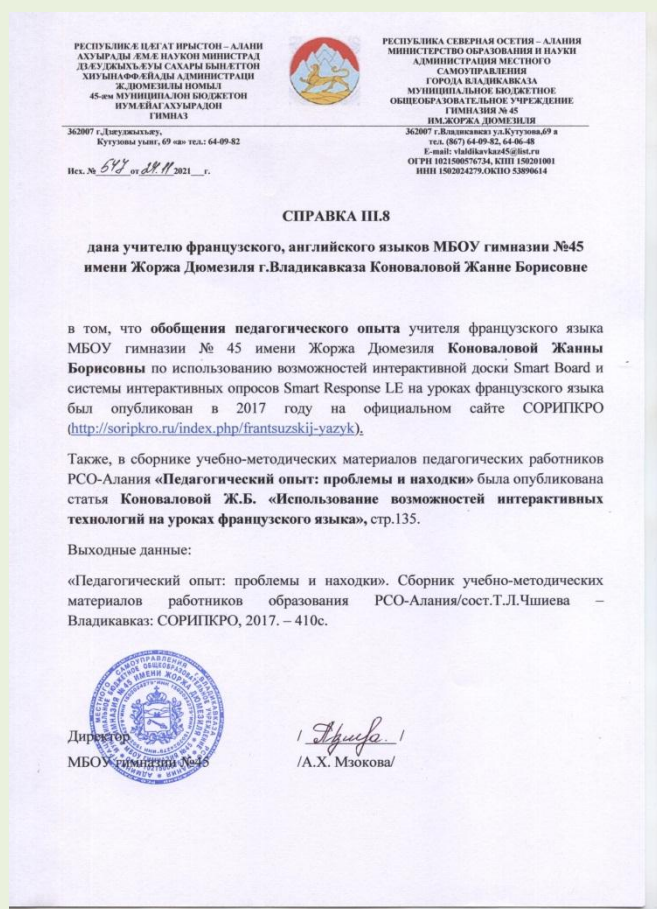 РЕСПУБЛИКÆ ЦÆГАТ ИРЫСТОН – АЛАНИ
АХУЫРАДЫ ÆМÆ НАУКОН МИНИСТРАД
ДЗÆУДЖЫХЪÆУЫ САХАРЫ БЫНÆТТОН
ХИУЫНАФФÆЙАДЫ АДМИНИСТРАЦИ
Ж.ДЮМЕЗИЛЫ НОМЫЛ
45-æм МУНИЦИПАЛОН БЮДЖЕТОН
ИУМÆЙАГАХУЫРАДОН
ГИМНАЗ
362007 г.Дзæуджыхъæу,
Кутузовы уынг, 69 «а» тел.: 64-09-82
Исх. № 547 от 24.11 2021 г.
РЕСПУБЛИКА СЕВЕРНАЯ ОСЕТИЯ – АЛАНИЯ
МИНИСТЕРСТВО ОБРАЗОВАНИЯ И НАУКИ
АДМИНИСТРАЦИЯ МЕСТНОГО
САМОУПРАВЛЕНИЯ
ГОРОДА ВЛАДИКАВКАЗА
МУНИЦИПАЛЬНОЕ БЮДЖЕТНОЕ
ОБЩЕОБРАЗОВАТЕЛЬНОЕ УЧРЕЖДЕНИЕ
ГИМНАЗИЯ № 45
ИМ.ЖОРЖА ДЮМЕЗИЛЯ
362007 г.Владикавказ ул.Кутузова,69 а
тел. (867) 64-09-82, 64-06-48
E-mail: vlaldikavkaz45@list.ru
ОГРН 1021500576734, КПП 150201001
ИНН 1502024279.ОКПО 53890614
СПРАВКА III.8
дана учителю французского, английского языков МБОУ гимназии №45
имени Жоржа Дюмезиля г.Владикавказа Коноваловой Жанне Борисовне
в том, что обобщения педагогического опыта учителя французского языка
МБОУ гимназии № 45 имени Жоржа Дюмезиля Коноваловой Жанны
Борисовны по использованию возможностей интерактивной доски Smart Board и
системы интерактивных опросов Smart Response LE на уроках французского языка
был опубликован в 2017 году на официальном сайте СОРИПКРО
(http://soripkro.ru/index.php/frantsuzskij-yazyk).
Также, в сборнике учебно-методических материалов педагогических работников
РСО-Алания «Педагогический опыт: проблемы и находки» была опубликована
статья Коноваловой Ж.Б. «Использование возможностей интерактивных
технологий на уроках французского языка», стр.135.
Выходные данные:
«Педагогический опыт: проблемы и находки». Сборник учебно-методических
материалов работников образования РСО-Алания/сост.Т.Л.Чшиева –
Владикавказ: СОРИПКРО, 2017. – 410с.
Директор / /
МБОУ гимназии №45 /А.Х. Мзокова/